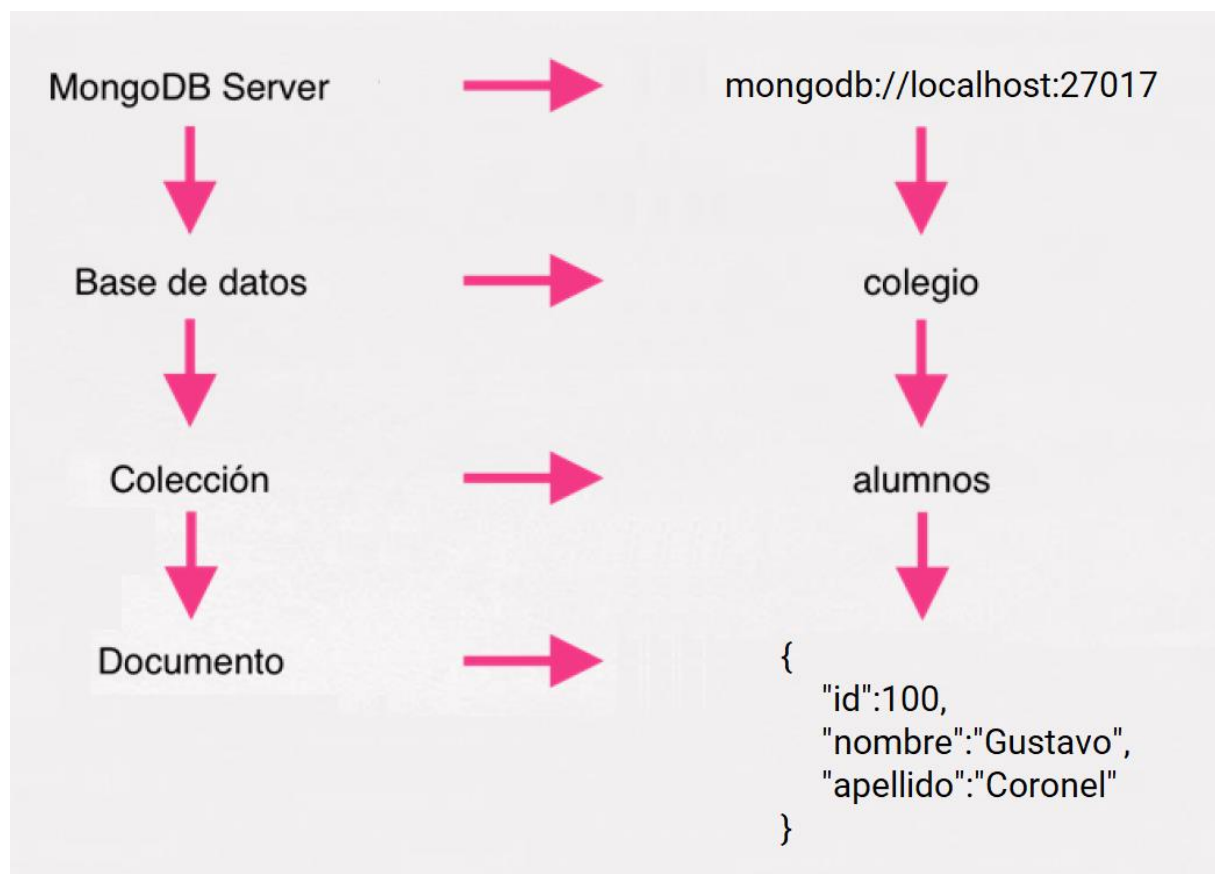 MongoDB Server mongodb://localhost:27017
Base de datos colegio
Colección alumnos
Documento {
"id":100,
"nombre":"Gustavo",
"apellido":"Coronel"
}